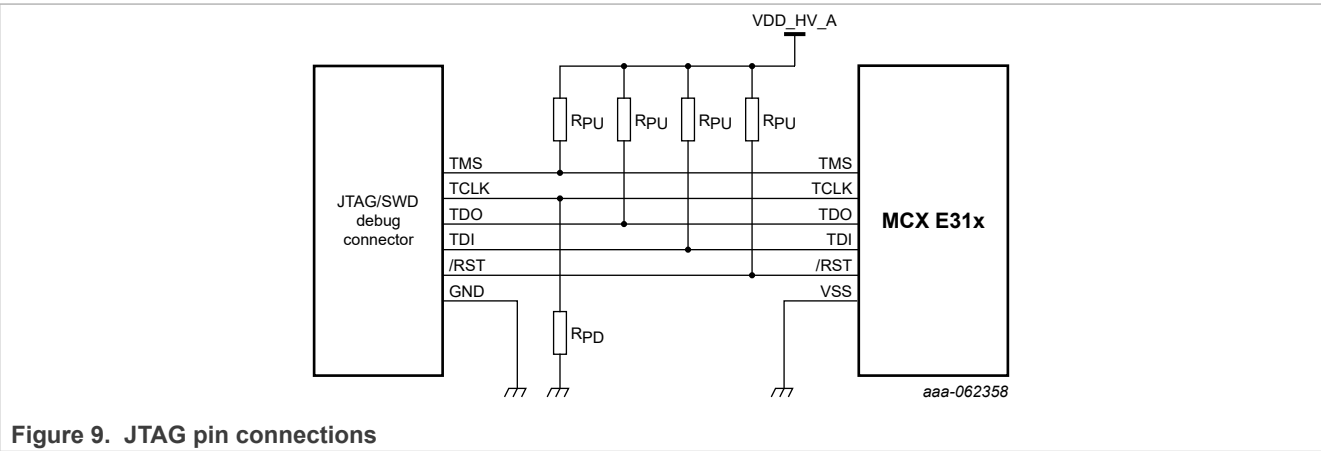 VDD_HV_A
RPU RPU RPU RPU
TMS TMS
TCLK TCLK
JTAG/SWD
debug
connector
TDO TDO
MCX E31x
TDI TDI
/RST /RST
GND VSS
RPD
aaa-062358
Figure 9. JTAG pin connections